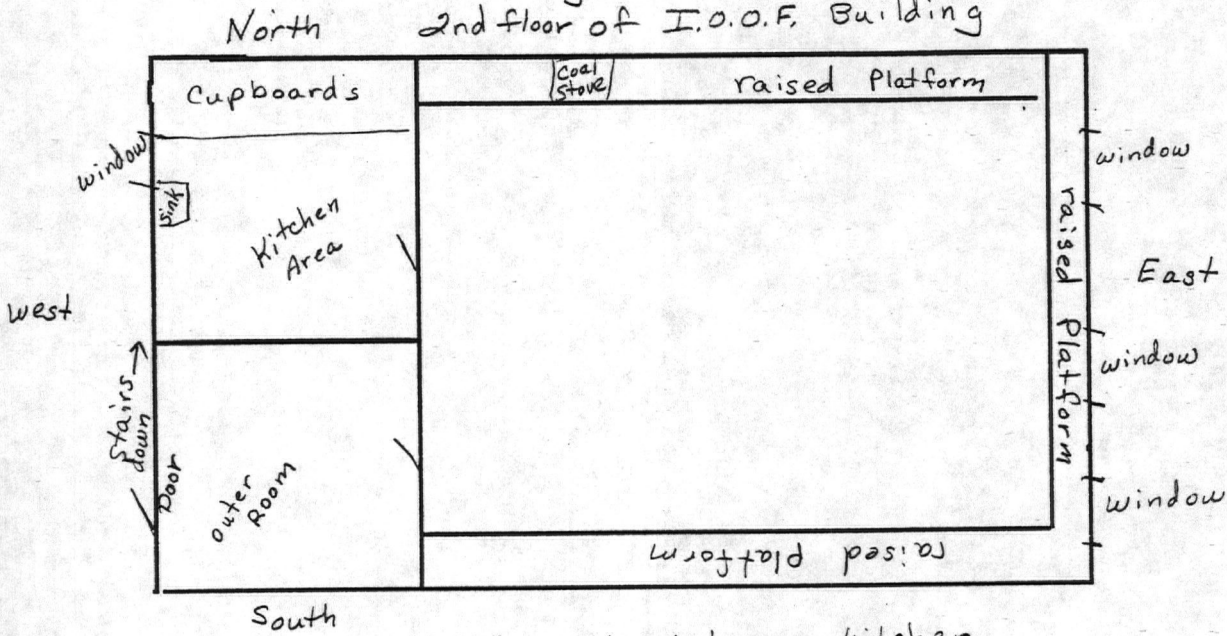 North 2nd floor of I.O.O.F. Building
Cupboards
Coal
Stove
raised Platform
window
sink
Kitchen
Area
window
raised Platform
East
west
window
Stairs
down
Door
outer
Room
window
raised Platform
South
kitchen